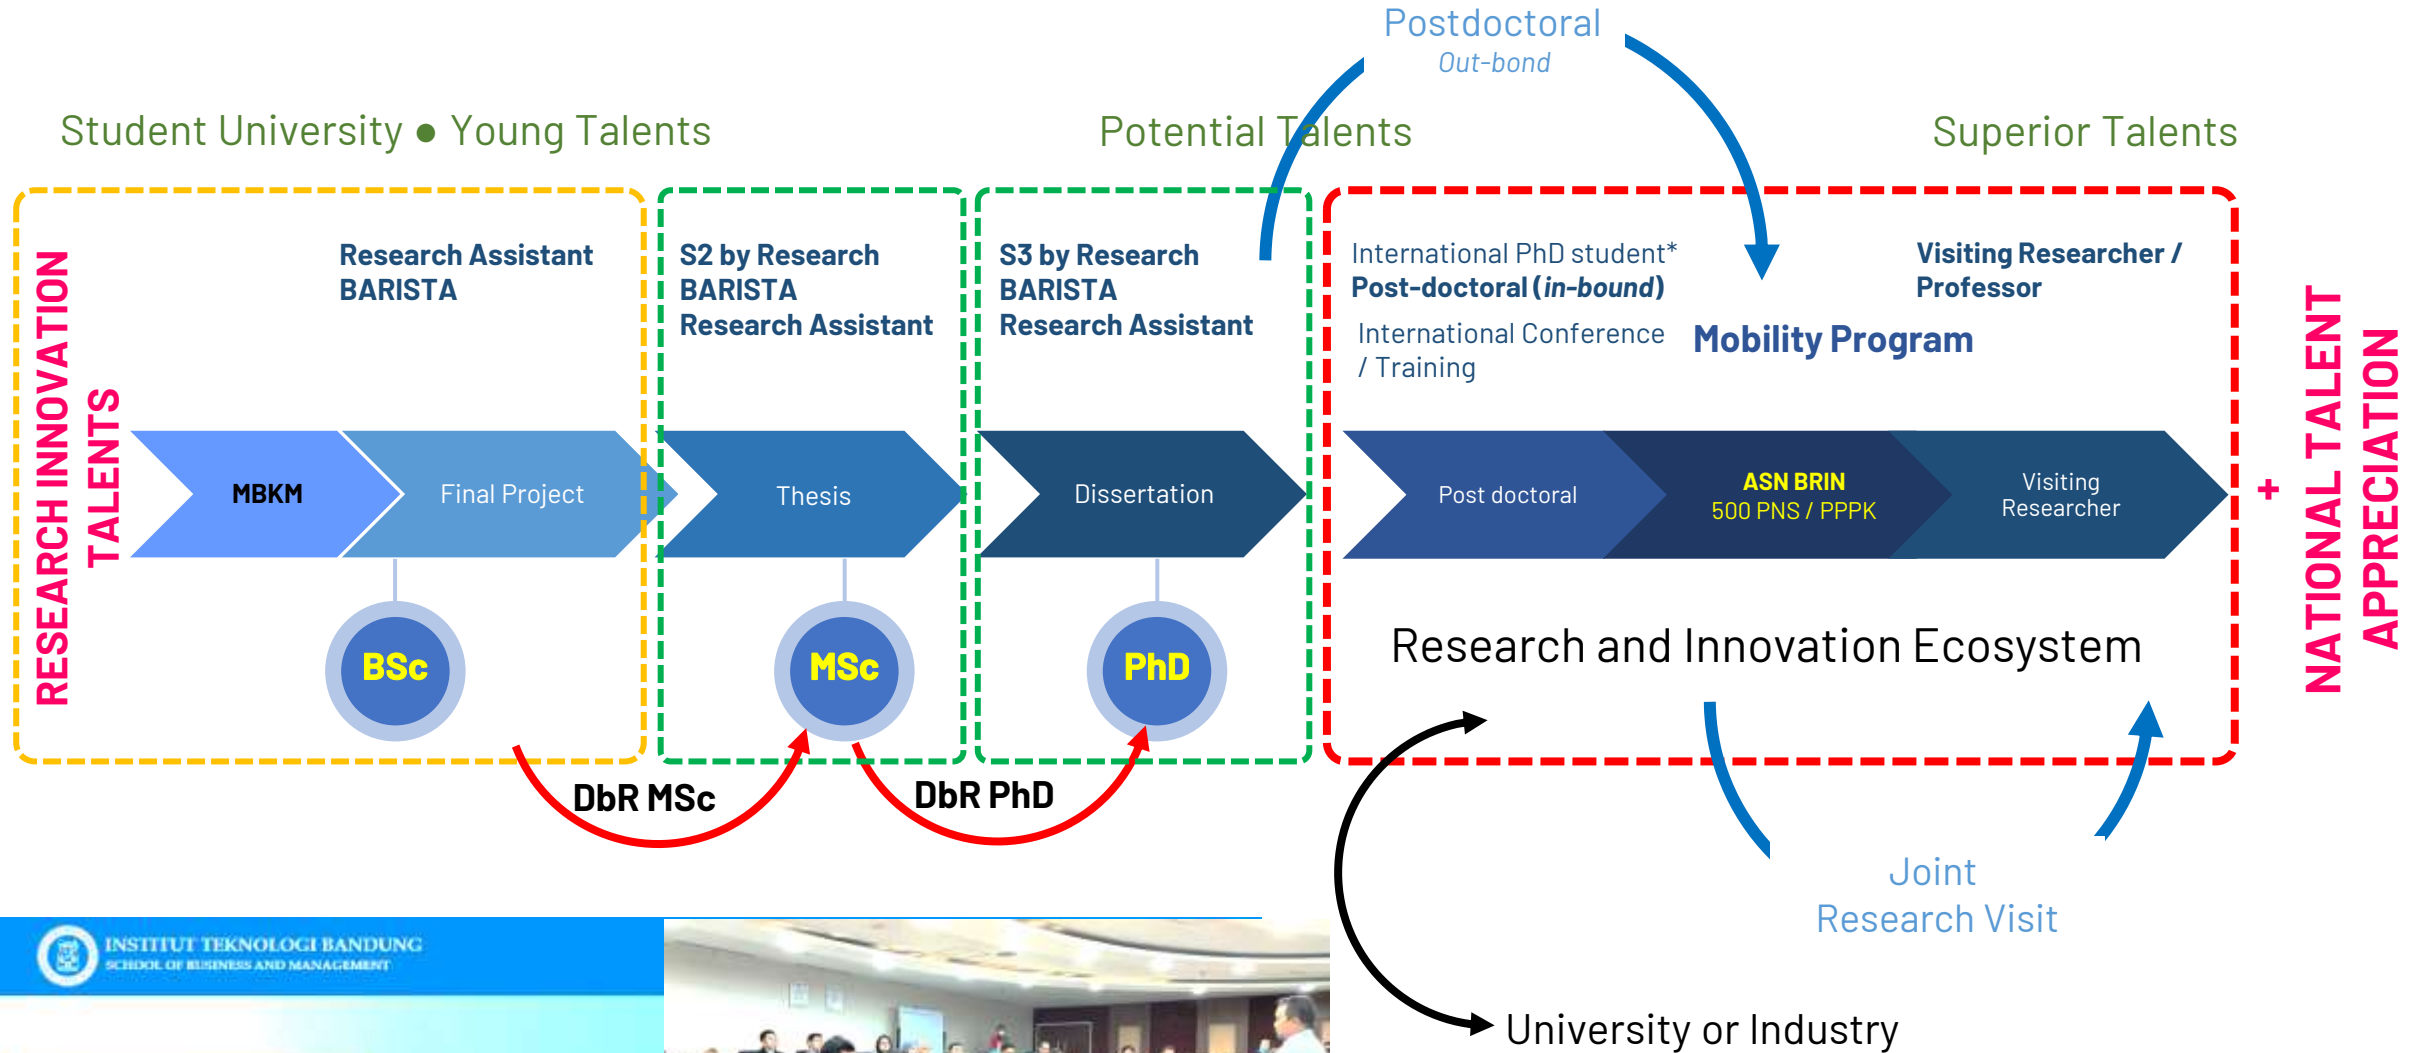 Postdoctoral
Out-bond
Student University ● Young Talents
Potential Talents
Superior Talents
RESEARCH INNOVATION
TALENTS
Research Assistant
BARISTA
S2 by Research
BARISTA
Research Assistant
S3 by Research
BARISTA
Research Assistant
International PhD student*
Post-doctoral (in-bound)
International Conference
/ Training
Mobility Program
Visiting Researcher /
Professor
MBKM
Final Project
Thesis
Dissertation
Post doctoral
ASN BRIN
500 PNS / PPPK
Visiting
Researcher
+
NATIONAL TALENT
APPRECIATION
BSc
MSc
PhD
Research and Innovation Ecosystem
DbR MSc
DbR PhD
Joint
Research Visit
University or Industry
INSTITUT TEKNOLOGI BANDUNG
SCHOOL OF BUSINESS AND MANAGEMENT